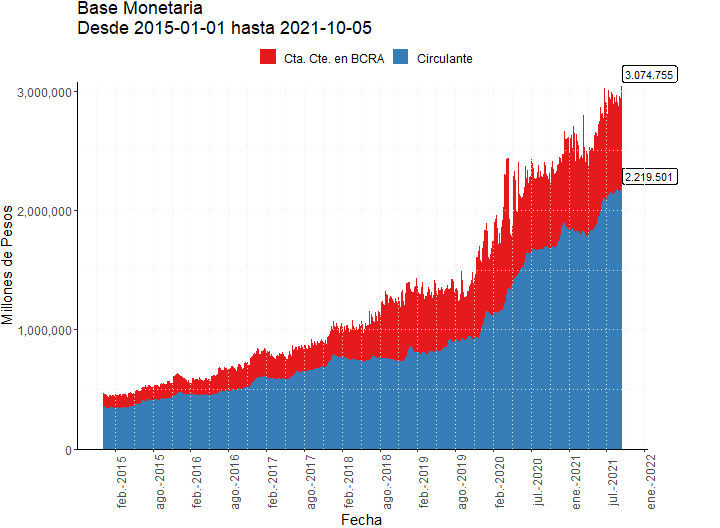 Base Monetaria
Desde 2015-01-01 hasta 2021-10-05
Cta. Cte. en BCRA
Circulante
3.074.755
2.219.501
3,000,000
2,000,000
1,000,000
0
Millones de Pesos
feb.-2015
ago.-2015
feb.-2016
ago.-2016
feb.-2017
ago.-2017
feb.-2018
ago.-2018
feb.-2019
ago.-2019
feb.-2020
jul.-2020
ene.-2021
jul.-2021
ene.-2022
Fecha